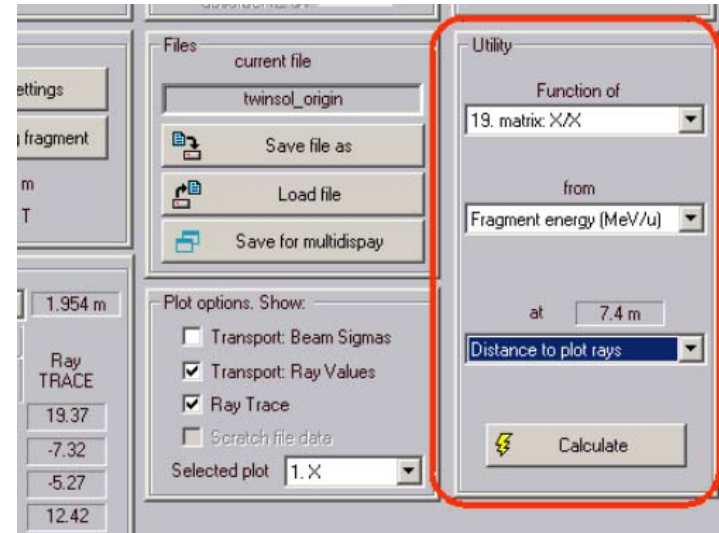 ettings
fragment
m
T
1.954 m
Ray
TRACE
19.37
-7.32
-5.27
12.42
Files
current file
twinsol_origin
Save file as
Load file
Save for multidispay
Plot options. Show:
Transport: Beam Sigmas
Transport: Ray Values
Ray Trace
Scratch file data
Selected plot 1. X
Utility
Function of
19. matrix: X/X
from
Fragment energy (MeV/u)
at 7.4 m
Distance to plot rays
Calculate